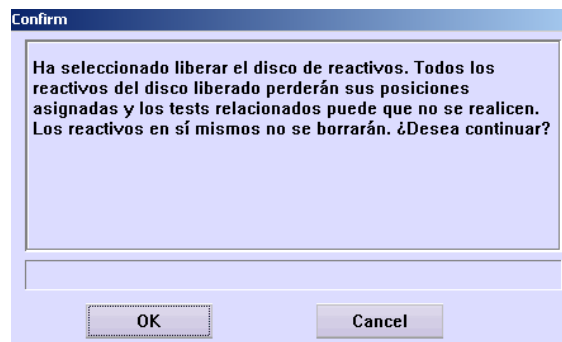 Confirm
Ha seleccionado liberar el disco de reactivos. Todos los
reactivos del disco liberado perderán sus posiciones
asignadas y los tests relacionados puede que no se realicen.
Los reactivos en sí mismos no se borrarán. ¿Desea continuar?
OK
Cancel